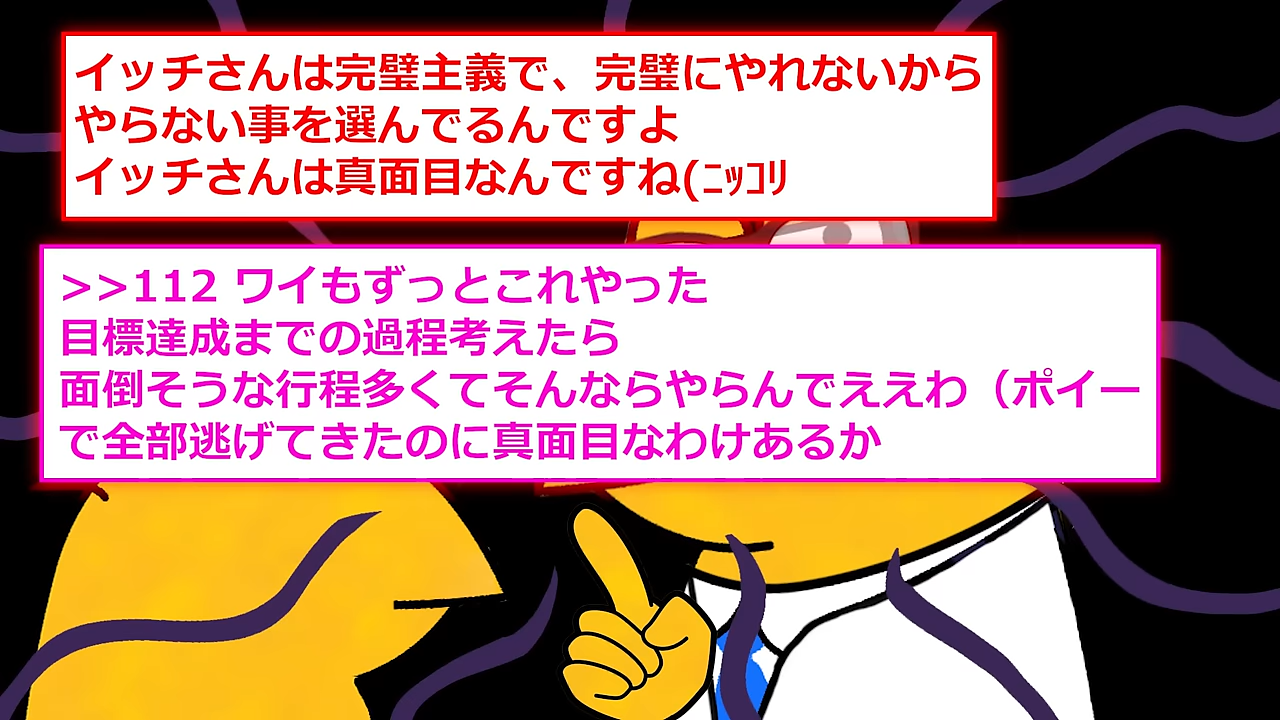 イッチさんは完璧主義で、完璧にやれないから
やらない事を選んでるんですよ
イッチさんは真面目なんですね(ﾆｯｺﾘ
>>112 ワイもずっとこれやった
目標達成までの過程考えたら
面倒そうな行程多くてそんならやらんでええわ（ポイー
で全部逃げてきたのに真面目なわけあるか